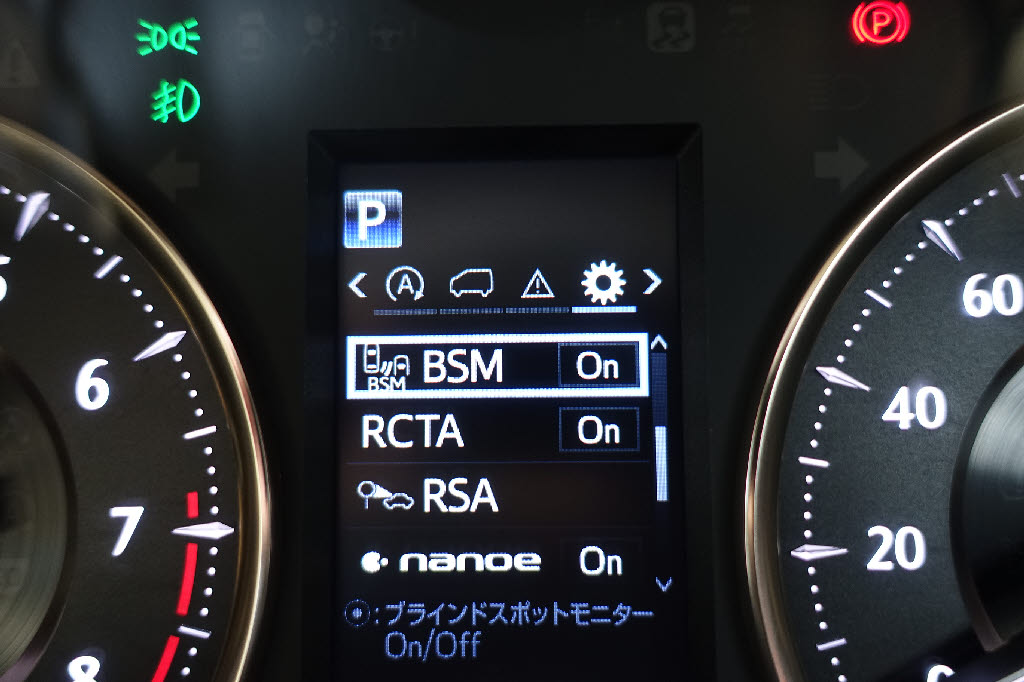 P
P
A
BSM On
BSM
RCTA On
RSA
nanoe On
: ブラインドスポットモニター
On/Off
6
7
8
60
40
20